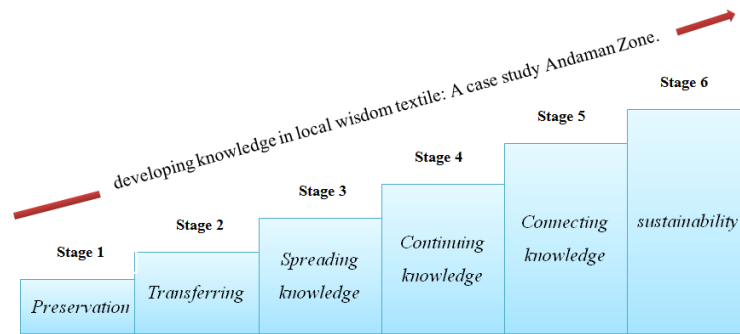 developing knowledge in local wisdom textile: A case study Andaman Zone.
Stage 1
Preservation
Stage 2
Transferring
Stage 3
Spreading
knowledge
Stage 4
Continuing
knowledge
Stage 5
Connecting
knowledge
Stage 6
sustainability